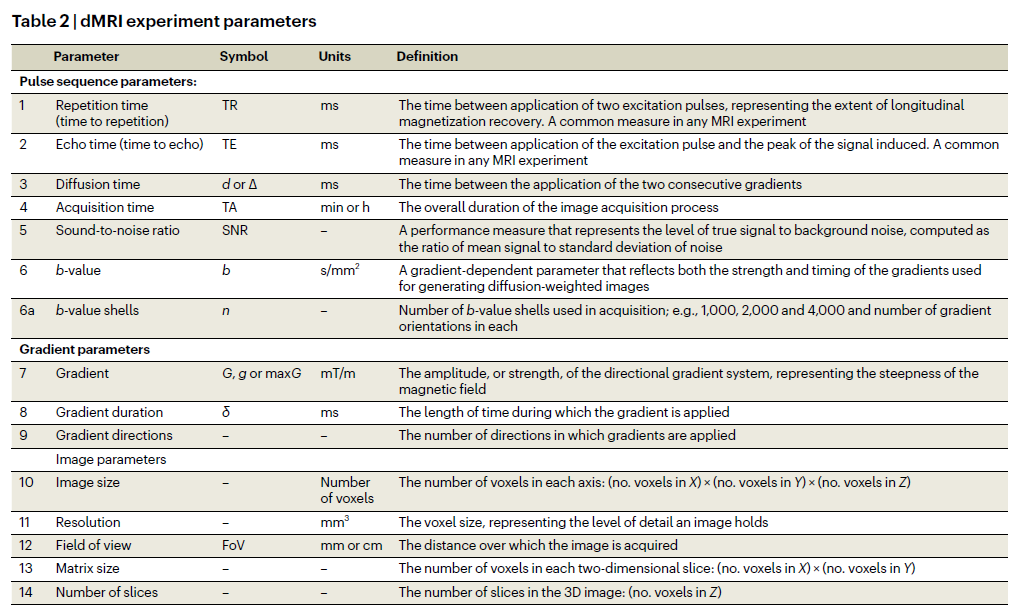 Table 2 | dMRI experiment parameters
Parameter Symbol Units Definition
Pulse sequence parameters:
1 Repetition time TR ms The time between application of two excitation pulses, representing the extent of longitudinal
(time to repetition) magnetization recovery. A common measure in any MRI experiment
2 Echo time (time to echo) TE ms The time between application of the excitation pulse and the peak of the signal induced. A common
measure in any MRI experiment
3 Diffusion time d or Δ ms The time between the application of the two consecutive gradients
4 Acquisition time TA min or h The overall duration of the image acquisition process
5 Sound-to-noise ratio SNR – A performance measure that represents the level of true signal to background noise, computed as
the ratio of mean signal to standard deviation of noise
6 b-value b s/mm² A gradient-dependent parameter that reflects both the strength and timing of the gradients used
for generating diffusion-weighted images
6a b-value shells n – Number of b-value shells used in acquisition; e.g., 1,000, 2,000 and 4,000 and number of gradient
orientations in each
Gradient parameters
7 Gradient G, g or maxG mT/m The amplitude, or strength, of the directional gradient system, representing the steepness of the
magnetic field
8 Gradient duration δ ms The length of time during which the gradient is applied
9 Gradient directions – – The number of directions in which gradients are applied
Image parameters
10 Image size – Number The number of voxels in each axis: (no. voxels in X) × (no. voxels in Y) × (no. voxels in Z)
of voxels
11 Resolution – mm³ The voxel size, representing the level of detail an image holds
12 Field of view FoV mm or cm The distance over which the image is acquired
13 Matrix size – – The number of voxels in each two-dimensional slice: (no. voxels in X) × (no. voxels in Y)
14 Number of slices – – The number of slices in the 3D image: (no. voxels in Z)